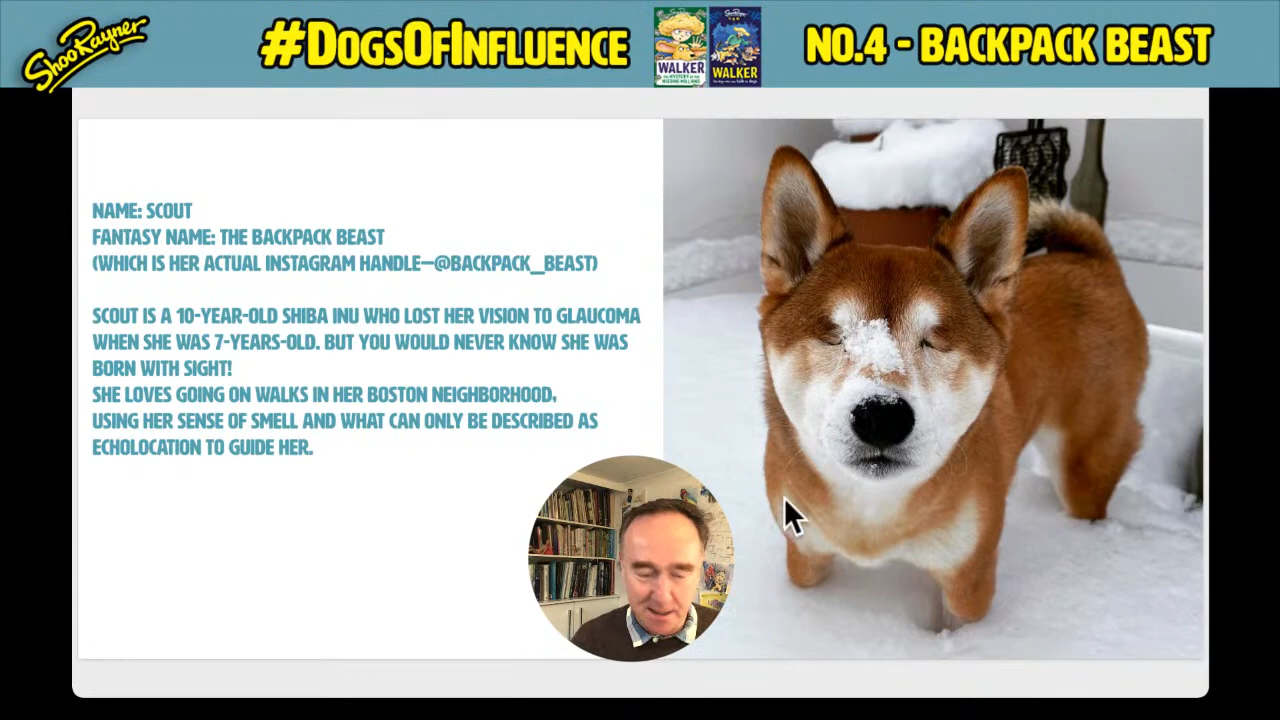 Shoo Rayner
#DOGSOFINFLUENCE
WALKER
WALKER
NO.4 - BACKPACK BEAST
NAME: SCOUT
FANTASY NAME: THE BACKPACK BEAST
(WHICH IS HER ACTUAL INSTAGRAM HANDLE—@BACKPACK_BEAST)
SCOUT IS A 10-YEAR-OLD SHIBA INU WHO LOST HER VISION TO GLAUCOMA
WHEN SHE WAS 7-YEARS-OLD. BUT YOU WOULD NEVER KNOW SHE WAS
BORN WITH SIGHT!
SHE LOVES GOING ON WALKS IN HER BOSTON NEIGHBORHOOD,
USING HER SENSE OF SMELL AND WHAT CAN ONLY BE DESCRIBED AS
ECHOLOCATION TO GUIDE HER.